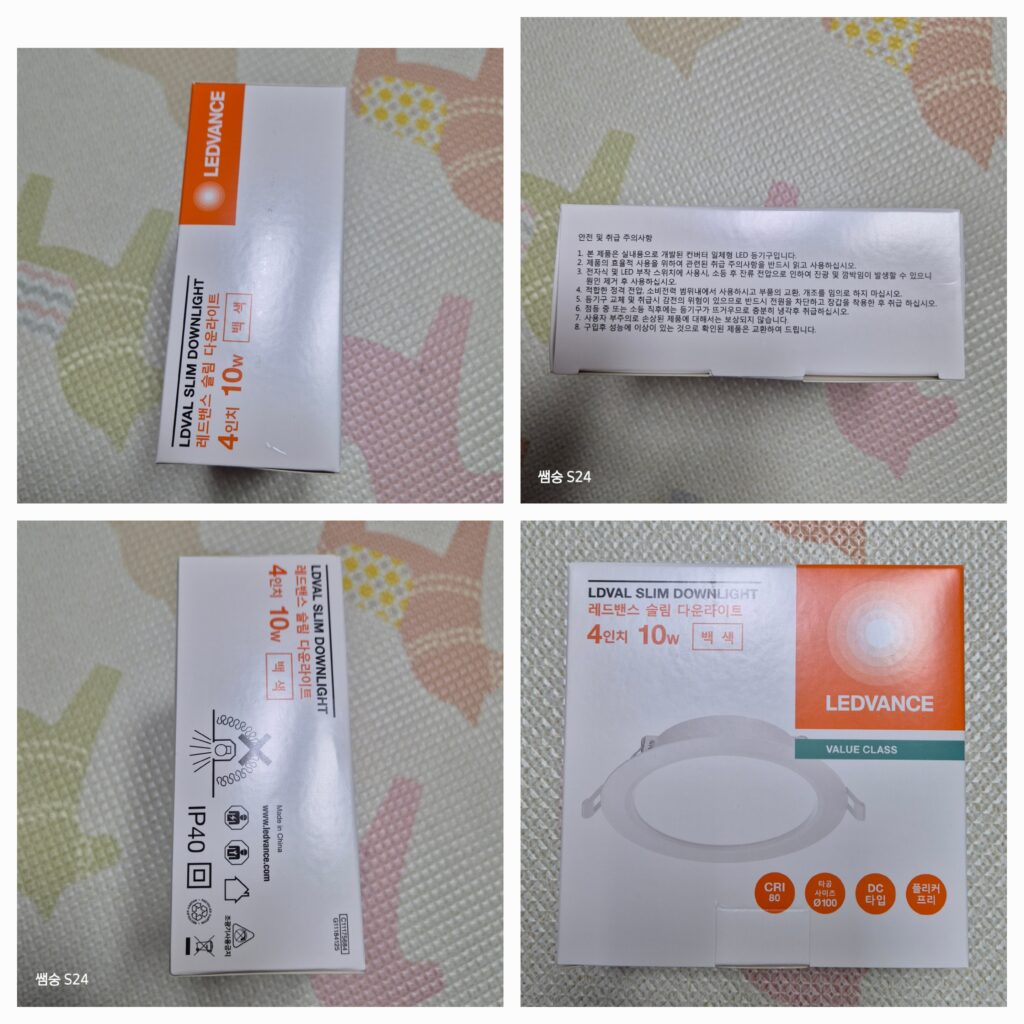 LEDVANCE
LDVAL SLIM DOWNLIGHT
레드밴스 슬림 다운라이트
4인치 10W 백 색
안전 및 취급 주의사항
1. 본 제품은 실내용으로 개발된 컨버터 일체형 LED 등기구입니다.
2. 제품의 효율적 사용을 위하여 관련된 취급 주의사항을 반드시 읽고 사용하십시오.
3. 전자식 및 LED 부착 스위치에 사용시, 소등 후 잔류 전압으로 인하여 잔광 및 깜박임이 발생할 수 있으니
원인 제거 후 사용하십시오.
4. 적합한 정격 전압, 소비전력 범위내에서 사용하시고 부품의 교환, 개조를 임의로 하지 마십시오.
5. 등기구 교체 및 취급시 감전의 위험이 있으므로 반드시 전원을 차단하고 장갑을 착용한 후 취급 하십시오.
6. 점등 중 또는 소등 직후에는 등기구가 뜨거우므로 충분히 냉각후 취급하십시오.
7. 사용자 부주의로 손상된 제품에 대해서는 보상되지 않습니다.
8. 구입후 성능에 이상이 있는 것으로 확인된 제품은 교환하여 드립니다.
쌤숭 S24
LDVAL SLIM DOWNLIGHT
레드밴스 슬림 다운라이트
4인치 10W 백 색
Made in China
www.ledvance.com
IP40
조광기사용금지
쌤숭 S24
LDVAL SLIM DOWNLIGHT
레드밴스 슬림 다운라이트
4인치 10W 백 색
LEDVANCE
VALUE CLASS
CRI
80
타공
사이즈
Ø100
DC
타입
플리커
프리